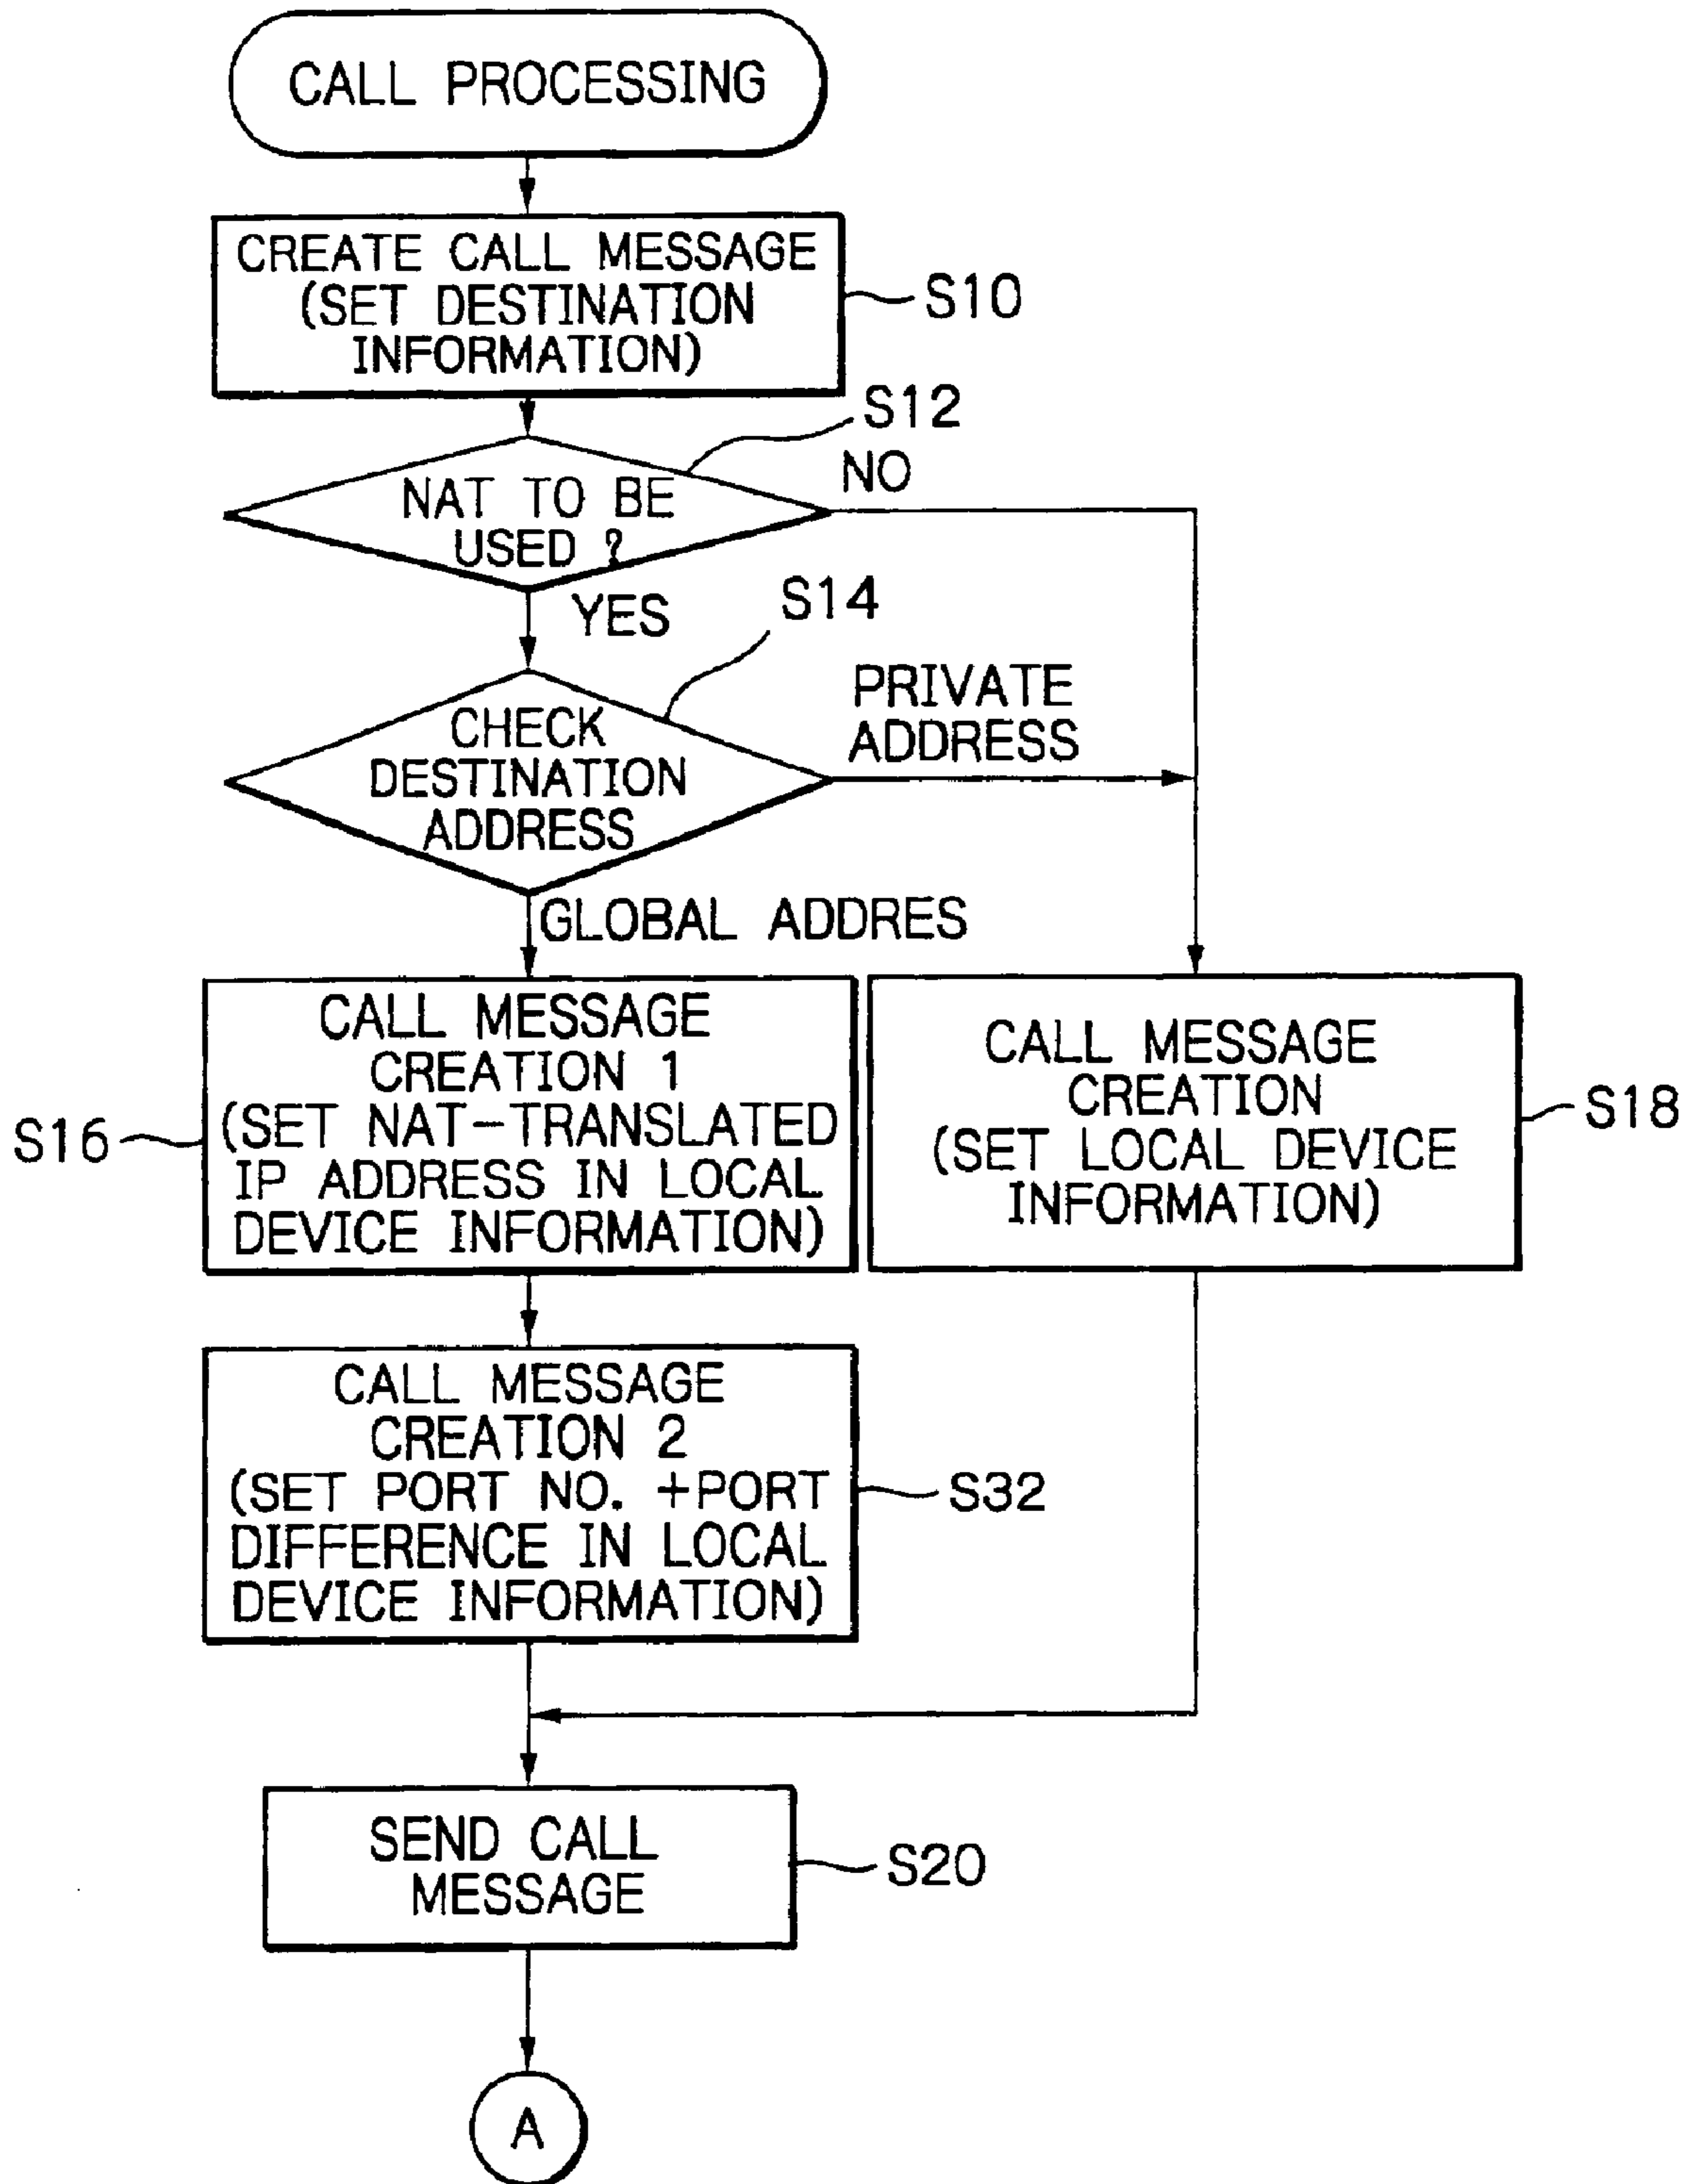 CALL PROCESSING
CREATE CALL MESSAGE
(SET DESTINATION
INFORMATION)
S10
S12
NAT TO BE
USED ?
NO
YES
S14
CHECK
DESTINATION
ADDRESS
PRIVATE
ADDRESS
GLOBAL ADDRES
CALL MESSAGE
CREATION 1
(SET NAT-TRANSLATED
IP ADDRESS IN LOCAL
DEVICE INFORMATION)
S16
CALL MESSAGE
CREATION
(SET LOCAL DEVICE
INFORMATION)
S18
CALL MESSAGE
CREATION 2
(SET PORT NO. +PORT
DIFFERENCE IN LOCAL
DEVICE INFORMATION)
S32
SEND CALL
MESSAGE
S20
A